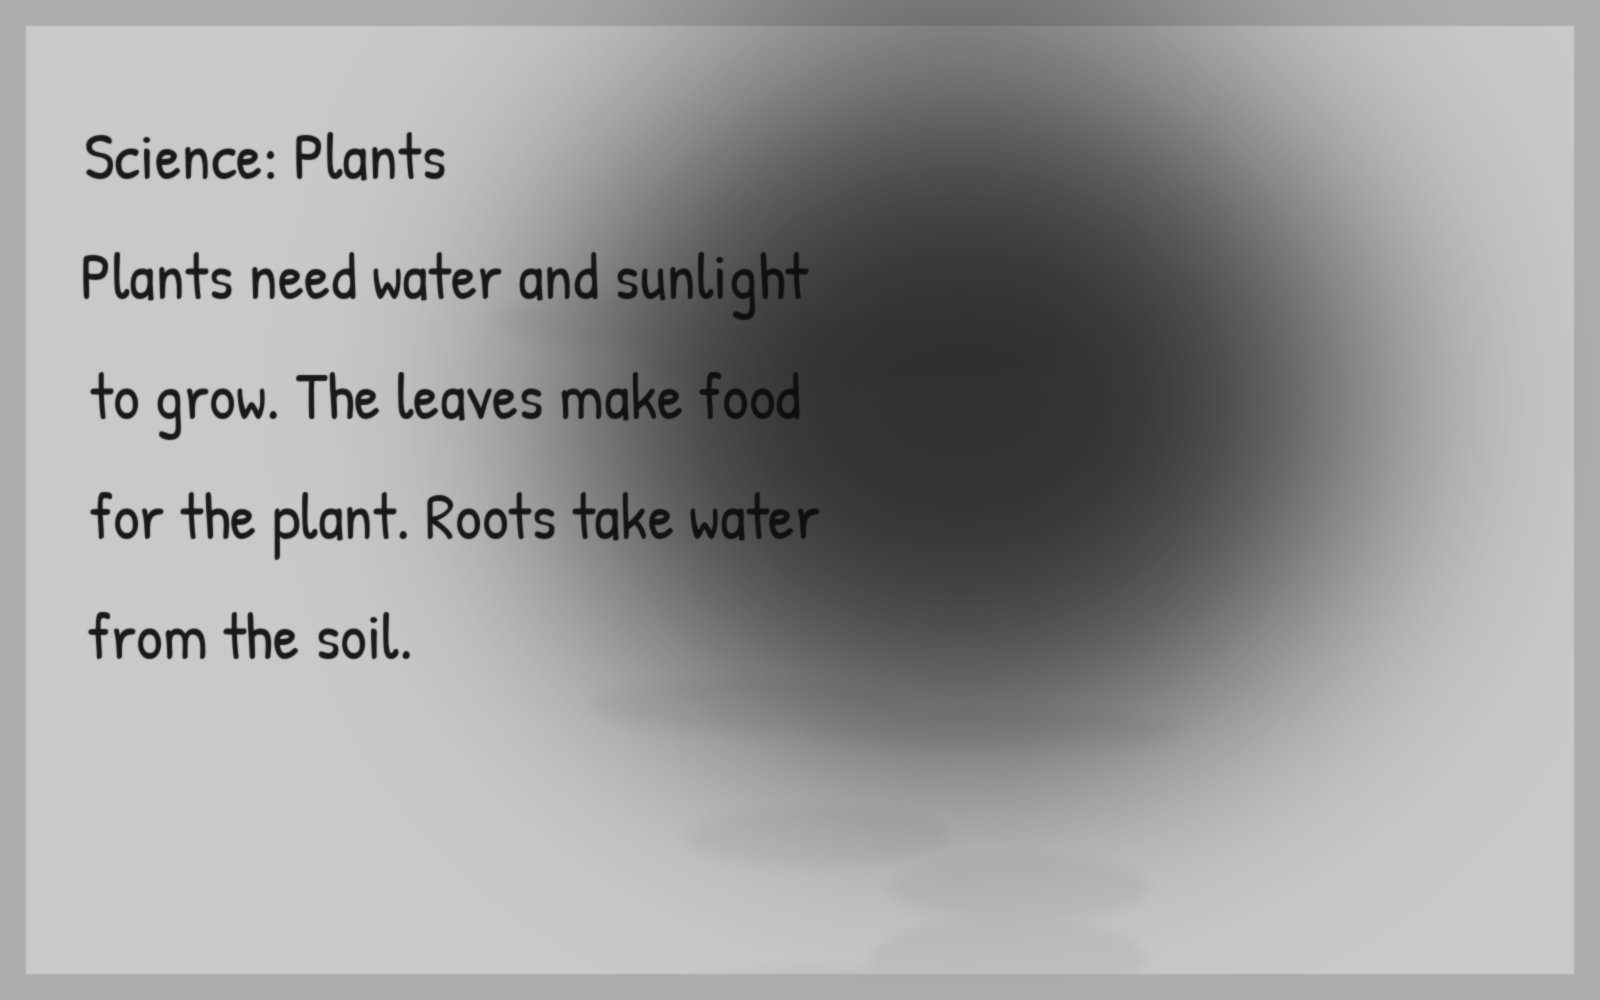 Science: Plants
Plants need water and sunlight
to grow. The leaves make food
for the plant. Roots take water
from the soil.